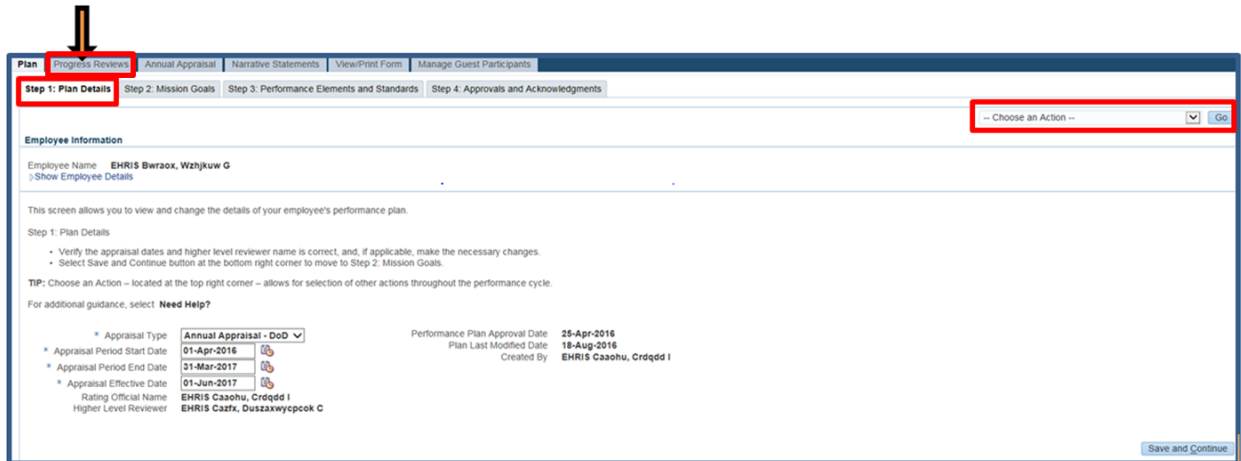 Plan Progress Reviews Annual Appraisal Narrative Statements View/Print Form Manage Guest Participants
Step 1: Plan Details Step 2: Mission Goals Step 3: Performance Elements and Standards Step 4: Approvals and Acknowledgments
-- Choose an Action -- Go
Employee Information
Employee Name EHRIS Bwraox, Wzhjkuw G
Show Employee Details
This screen allows you to view and change the details of your employee's performance plan.
Step 1: Plan Details
• Verify the appraisal dates and higher level reviewer name is correct, and, if applicable, make the necessary changes.
• Select Save and Continue button at the bottom right corner to move to Step 2: Mission Goals.
TIP: Choose an Action – located at the top right corner – allows for selection of other actions throughout the performance cycle.
For additional guidance, select Need Help?
* Appraisal Type Annual Appraisal - DoD Performance Plan Approval Date 25-Apr-2016
* Appraisal Period Start Date 01-Apr-2016 Plan Last Modified Date 18-Aug-2016
* Appraisal Period End Date 31-Mar-2017 Created By EHRIS Caaohu, Crdqdd I
* Appraisal Effective Date 01-Jun-2017
Rating Official Name EHRIS Caaohu, Crdqdd I
Higher Level Reviewer EHRIS Cazfx, Duszaxwycpcok C
Save and Continue